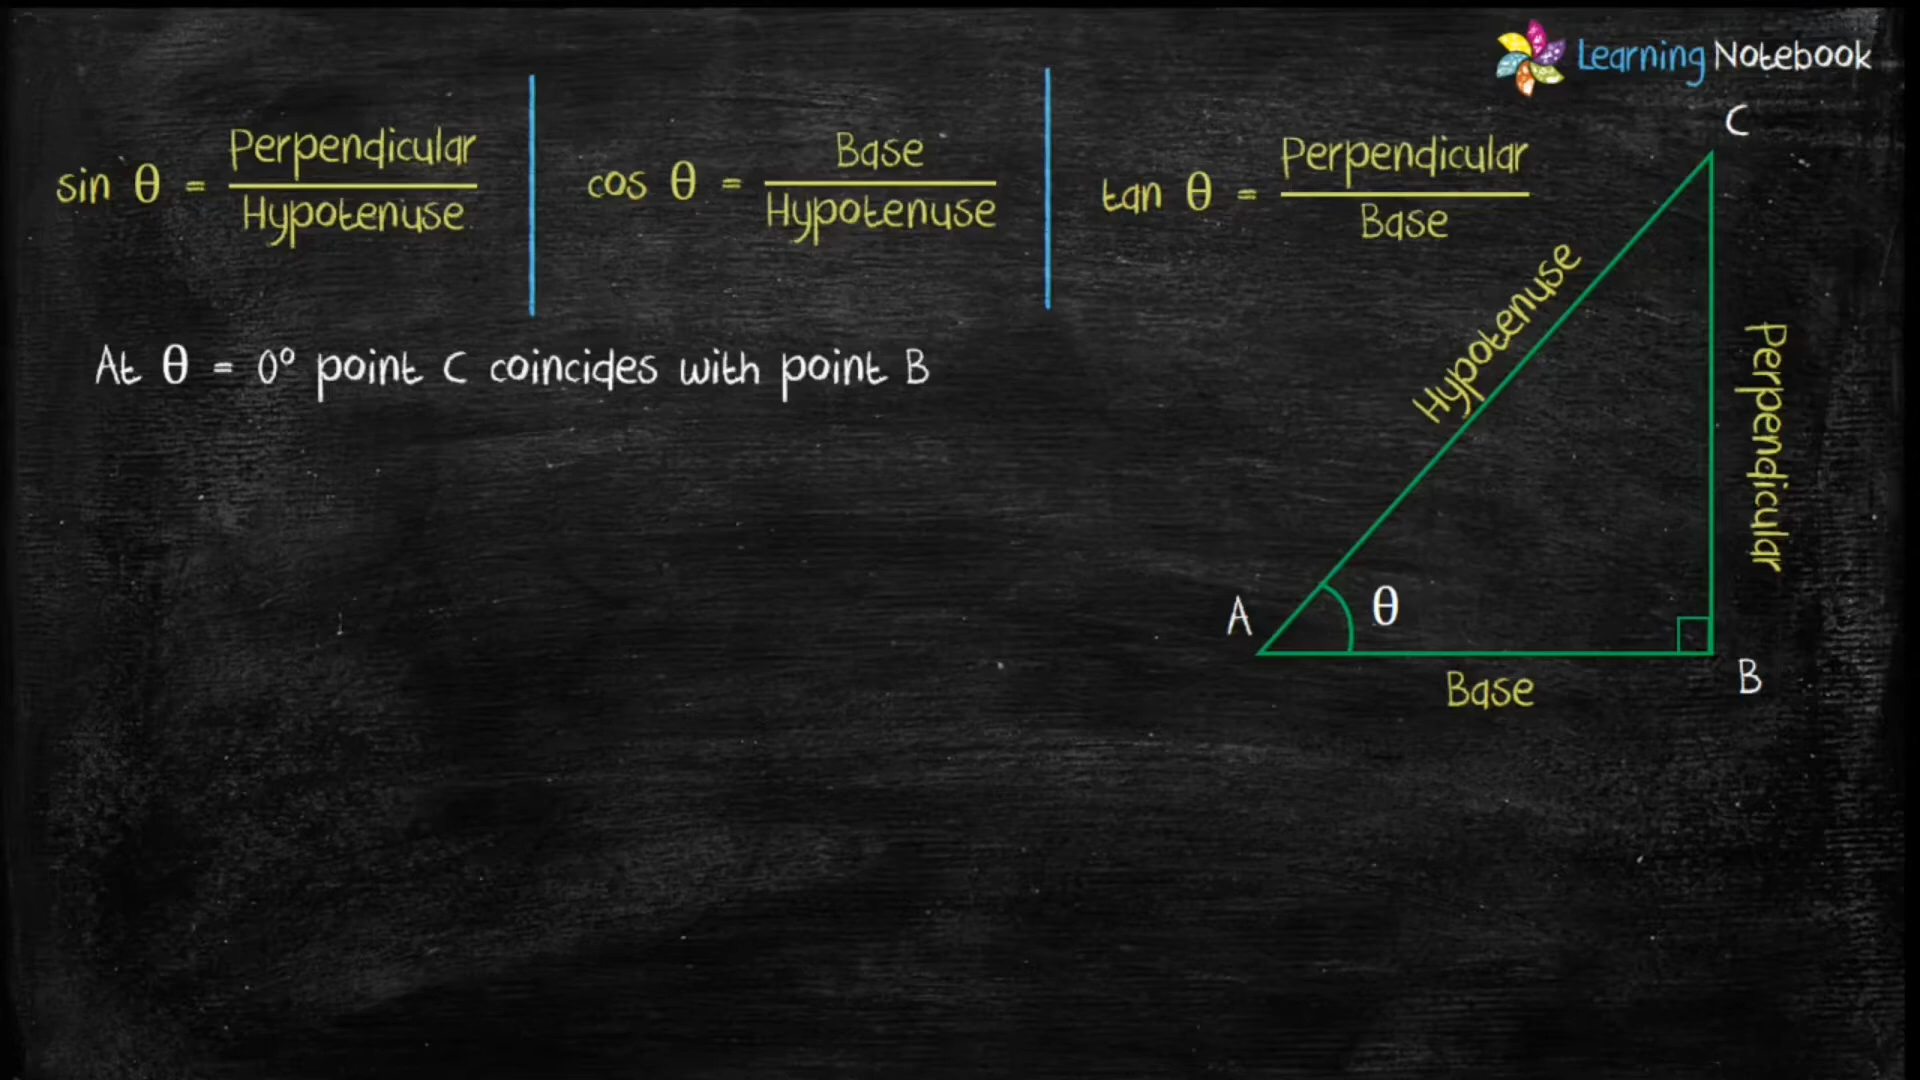 Learning Notebook
sin θ = Perpendicular / Hypotenuse
cos θ = Base / Hypotenuse
tan θ = Perpendicular / Base
At θ = 0° point C coincides with point B
C
Hypotenuse
Perpendicular
A
θ
B
Base